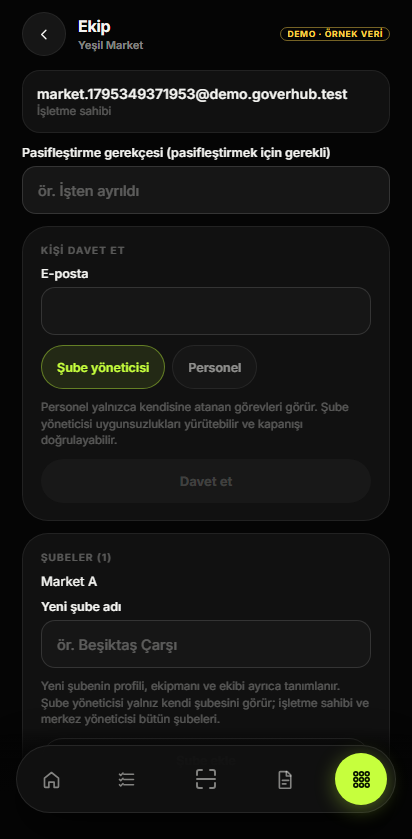 Ekip
Yeşil Market
DEMO · ÖRNEK VERİ
market.1795349371953@demo.goverhub.test
İşletme sahibi
Pasifleştirme gerekçesi (pasifleştirmek için gerekli)
ör. İşten ayrıldı
KİŞİ DAVET ET
E-posta
Şube yöneticisi
Personel
Personel yalnızca kendisine atanan görevleri görür. Şube
yöneticisi uygunsuzlukları yürütebilir ve kapanışı
doğrulayabilir.
Davet et
ŞUBELER (1)
Market A
Yeni şube adı
ör. Beşiktaş Çarşı
Yeni şubenin profili, ekipmanı ve ekibi ayrıca tanımlanır.
Şube yöneticisi yalnız kendi şubesini görür; işletme sahibi ve
merkez yöneticisi bütün şubeleri.